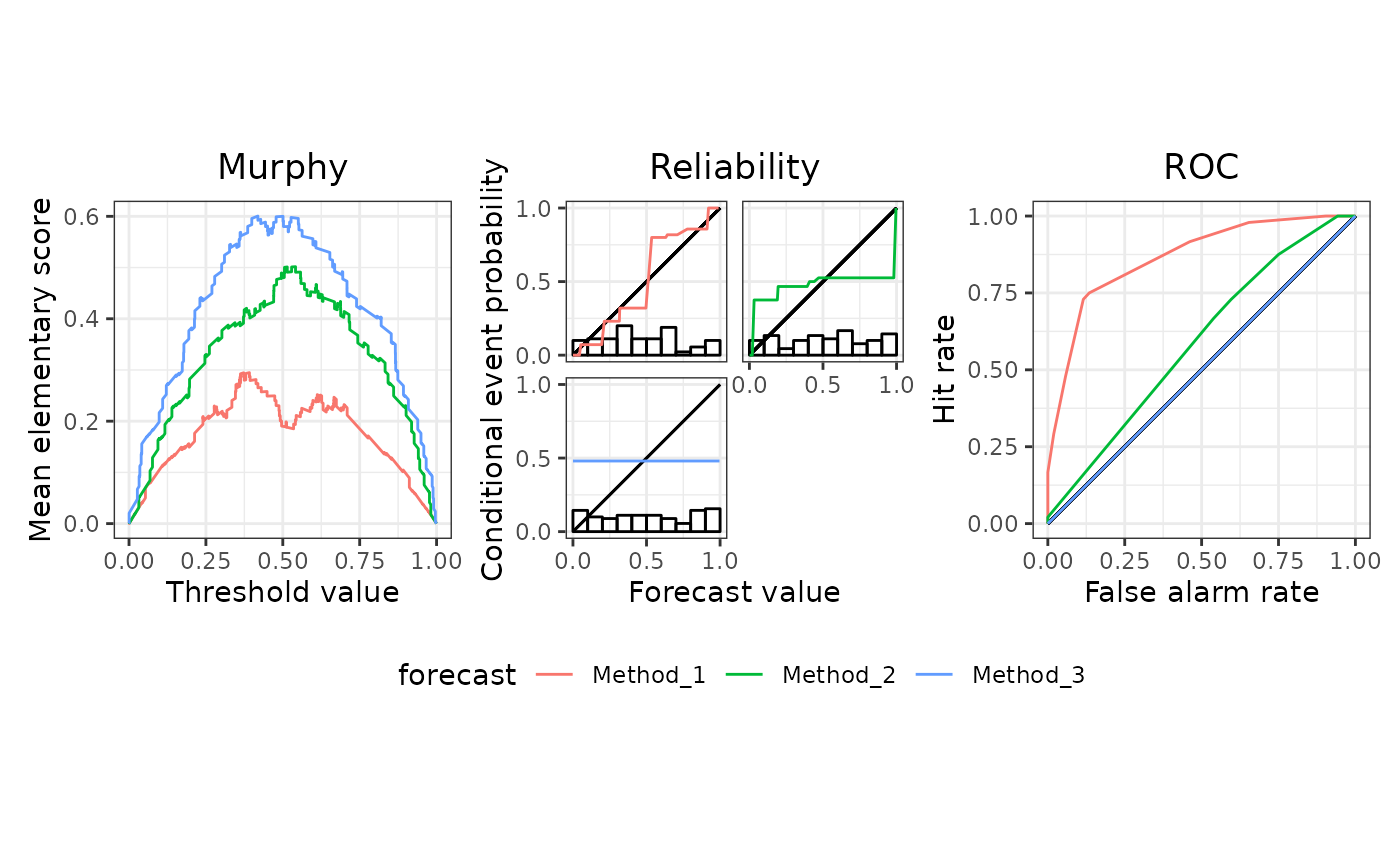 Murphy
Mean elementary score
0.6
0.4
0.2
0.0
0.00 0.25 0.50 0.75 1.00
Threshold value
Reliability
Conditional event probability
1.0
0.5
0.0
0.0 0.5 1.0
1.0
0.5
0.0
0.0 0.5 1.0
Forecast value
ROC
Hit rate
1.00
0.75
0.50
0.25
0.00
0.00 0.25 0.50 0.75 1.00
False alarm rate
forecast Method_1 Method_2 Method_3